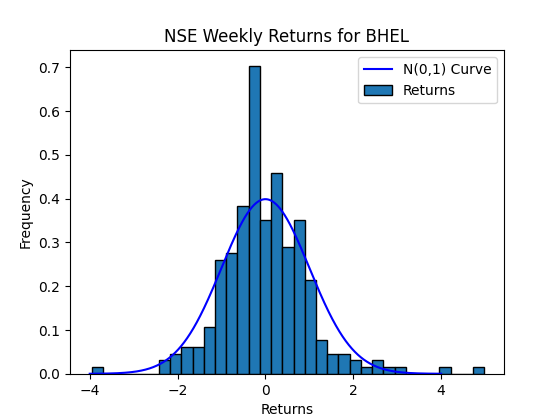 NSE Weekly Returns for BHEL
N(0,1) Curve
Returns
0.7
0.6
0.5
0.4
0.3
0.2
0.1
0.0
Frequency
−4
−2
0
2
4
Returns